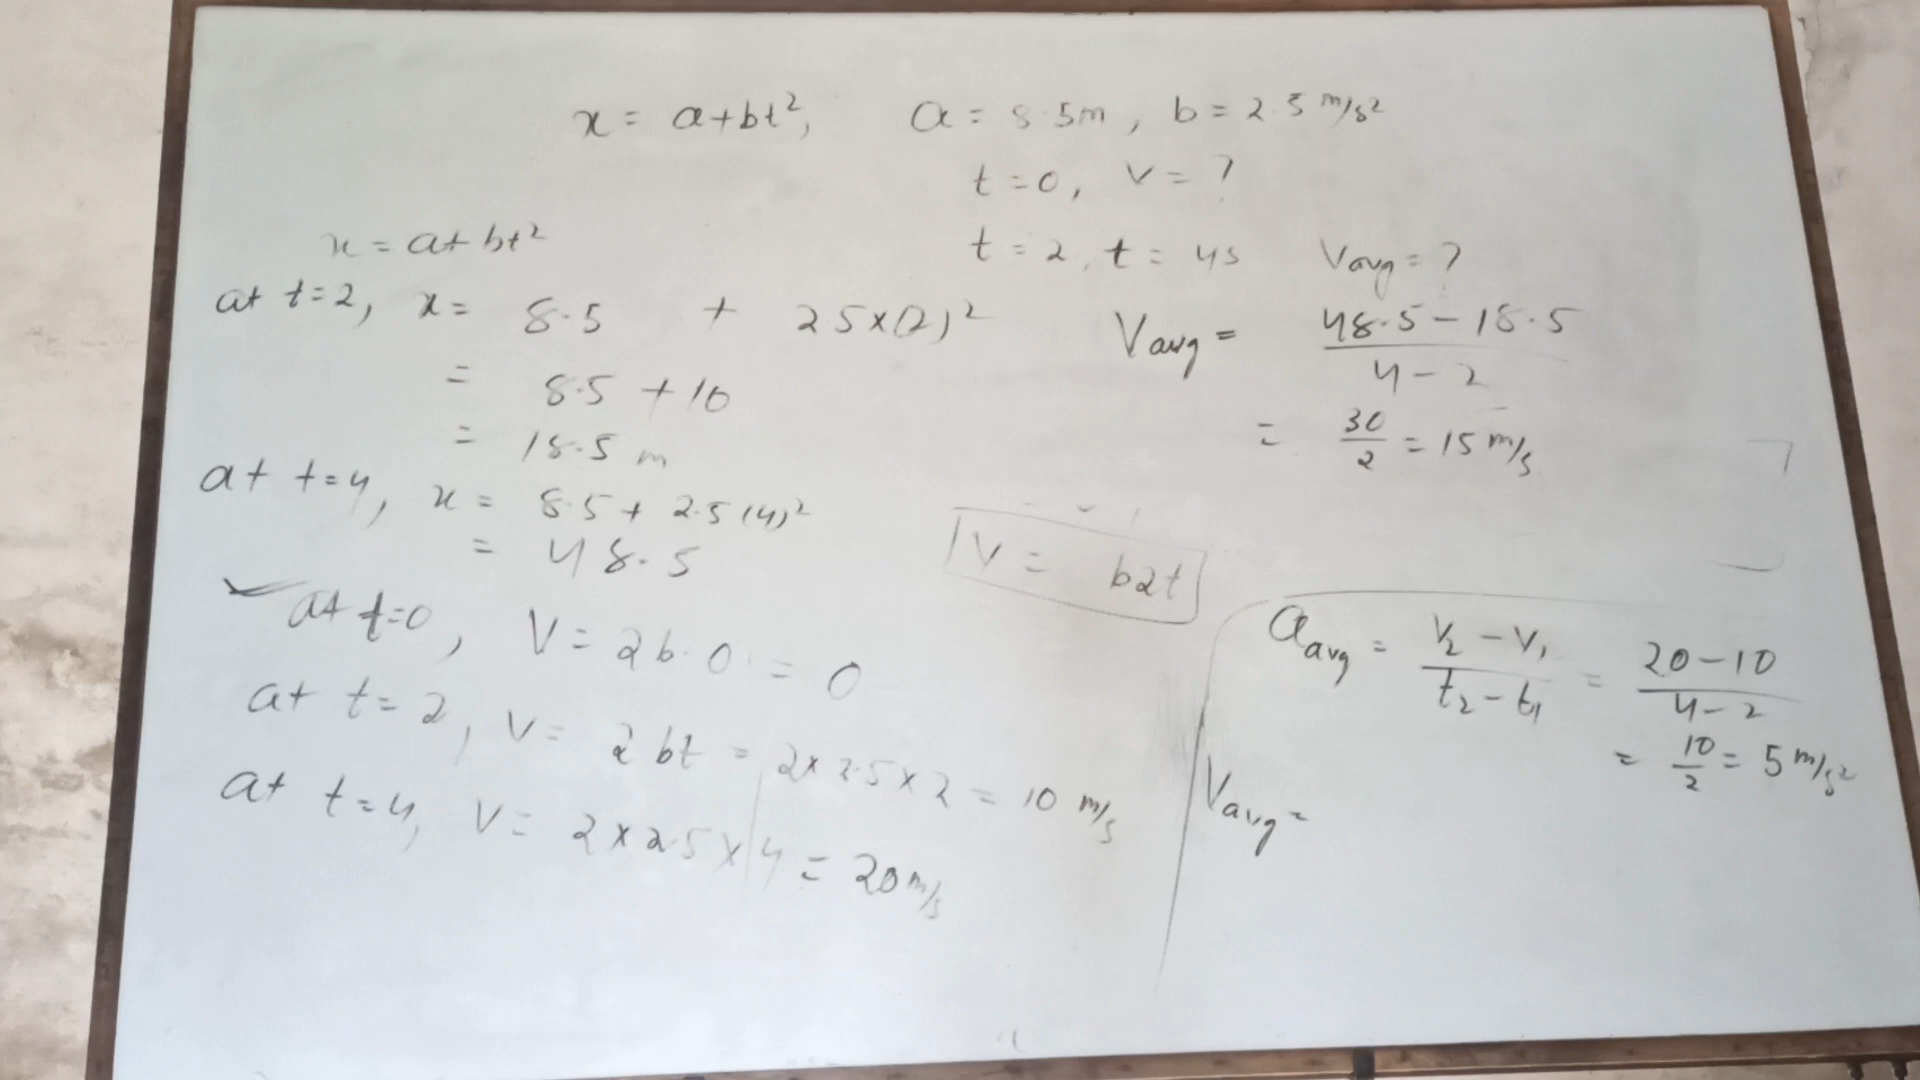 x = a+bt², a = 8.5m, b = 2.5 m/s²
t = 0, v = ?
t = 2, t = 4s Vavg = ?
x = a+bt²
at t=2, x = 8.5 + 2.5×(2)²
= 8.5 + 10
= 18.5 m
at t=4, x = 8.5 + 2.5(4)²
= 48.5
Vavg = 48.5 - 18.5 / 4 - 2
= 30/2 = 15 m/s
V = b2t
at t=0, V = 2b.0 = 0
at t=2, V = 2bt = 2×2.5×2 = 10 m/s
at t=4, V = 2×2.5×4 = 20m/s
aavg = V₂ - V₁ / t₂ - t₁ = 20-10 / 4-2
= 10/2 = 5 m/s²
Vavg =